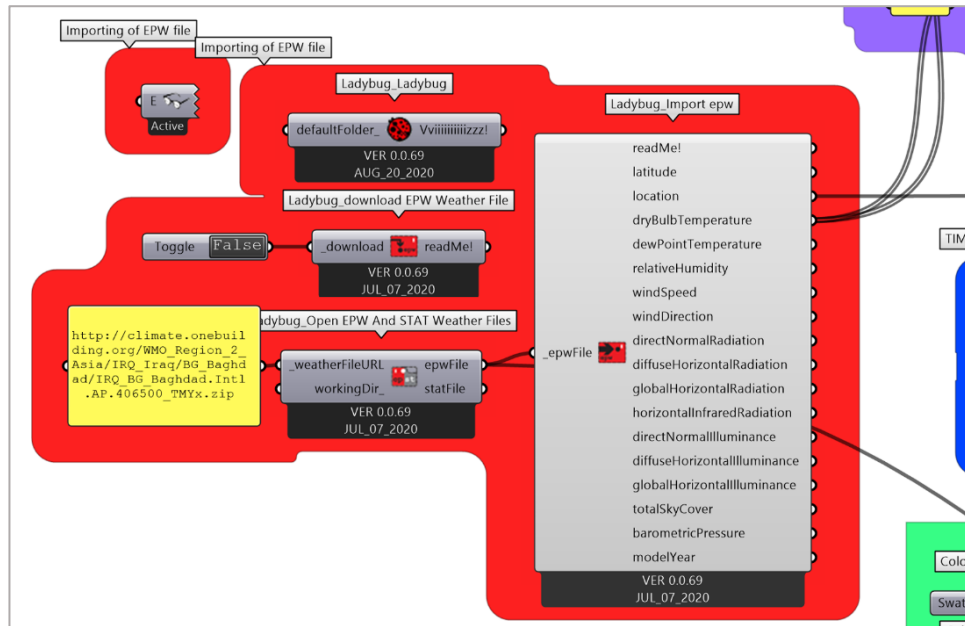 Importing of EPW file
Importing of EPW file
E
Active
Ladybug_Ladybug
defaultFolder_ Vviiiiiiiiiizzz!
VER 0.0.69
AUG_20_2020
Ladybug_download EPW Weather File
Toggle False
_download readMe!
VER 0.0.69
JUL_07_2020
http://climate.onebuil
ding.org/WMO_Region_2_
Asia/IRQ_Iraq/BG_Baghd
ad/IRQ_BG_Baghdad.Intl
.AP.406500_TMYx.zip
adybug_Open EPW And STAT Weather Files
_weatherFileURL epwFile
workingDir_ statFile
VER 0.0.69
JUL_07_2020
Ladybug_Import epw
_epwFile
readMe!
latitude
location
dryBulbTemperature
dewPointTemperature
relativeHumidity
windSpeed
windDirection
directNormalRadiation
diffuseHorizontalRadiation
globalHorizontalRadiation
horizontalInfraredRadiation
directNormalIlluminance
diffuseHorizontalIlluminance
globalHorizontalIlluminance
totalSkyCover
barometricPressure
modelYear
VER 0.0.69
JUL_07_2020
TIM
Colo
Swat